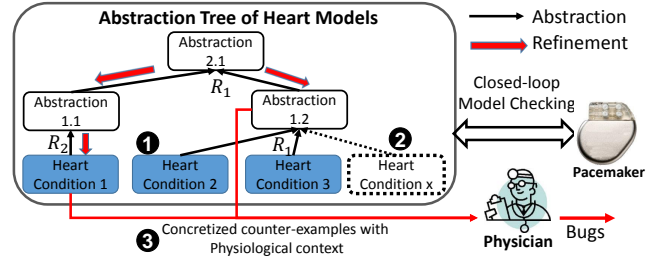 Abstraction Tree of Heart Models
Abstraction
Refinement
Abstraction
2.1
R1
Abstraction
1.1
Abstraction
1.2
Closed-loop
Model Checking
R2
1
R1
2
Heart
Condition 1
Heart
Condition 2
Heart
Condition 3
Heart
Condition x
Pacemaker
3
Concretized counter-examples with
Physiological context
Physician
Bugs